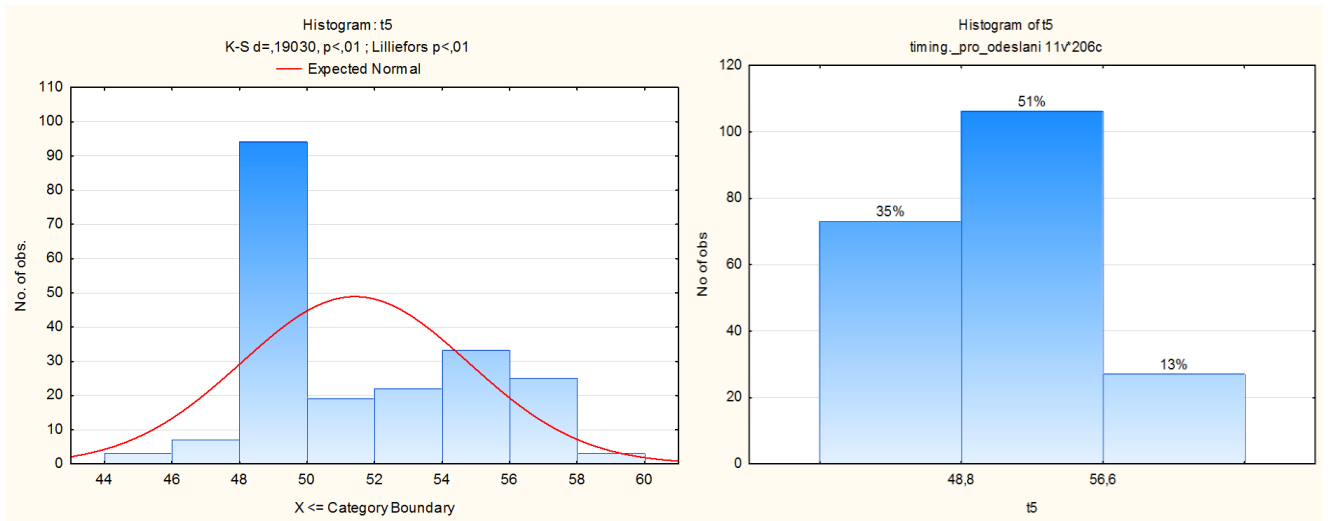 Histogram: t5
K-S d=,19030, p<,01 ; Lilliefors p<,01
Expected Normal
110
100
90
80
70
60
50
40
30
20
10
0
No. of obs.
44 46 48 50 52 54 56 58 60
X <= Category Boundary
Histogram of t5
timing._pro_odeslani 11v*206c
120
100
80
60
40
20
0
No of obs
35%
51%
13%
48,8 56,6
t5